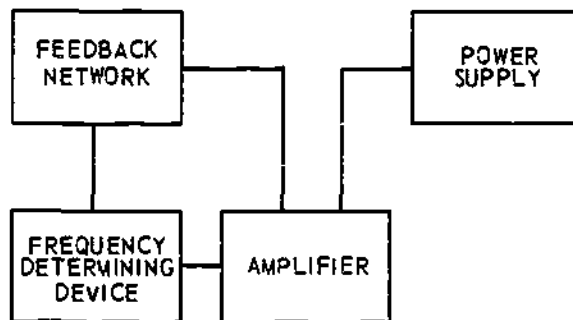 FEEDBACK
NETWORK
POWER
SUPPLY
FREQUENCY
DETERMINING
DEVICE
AMPLIFIER